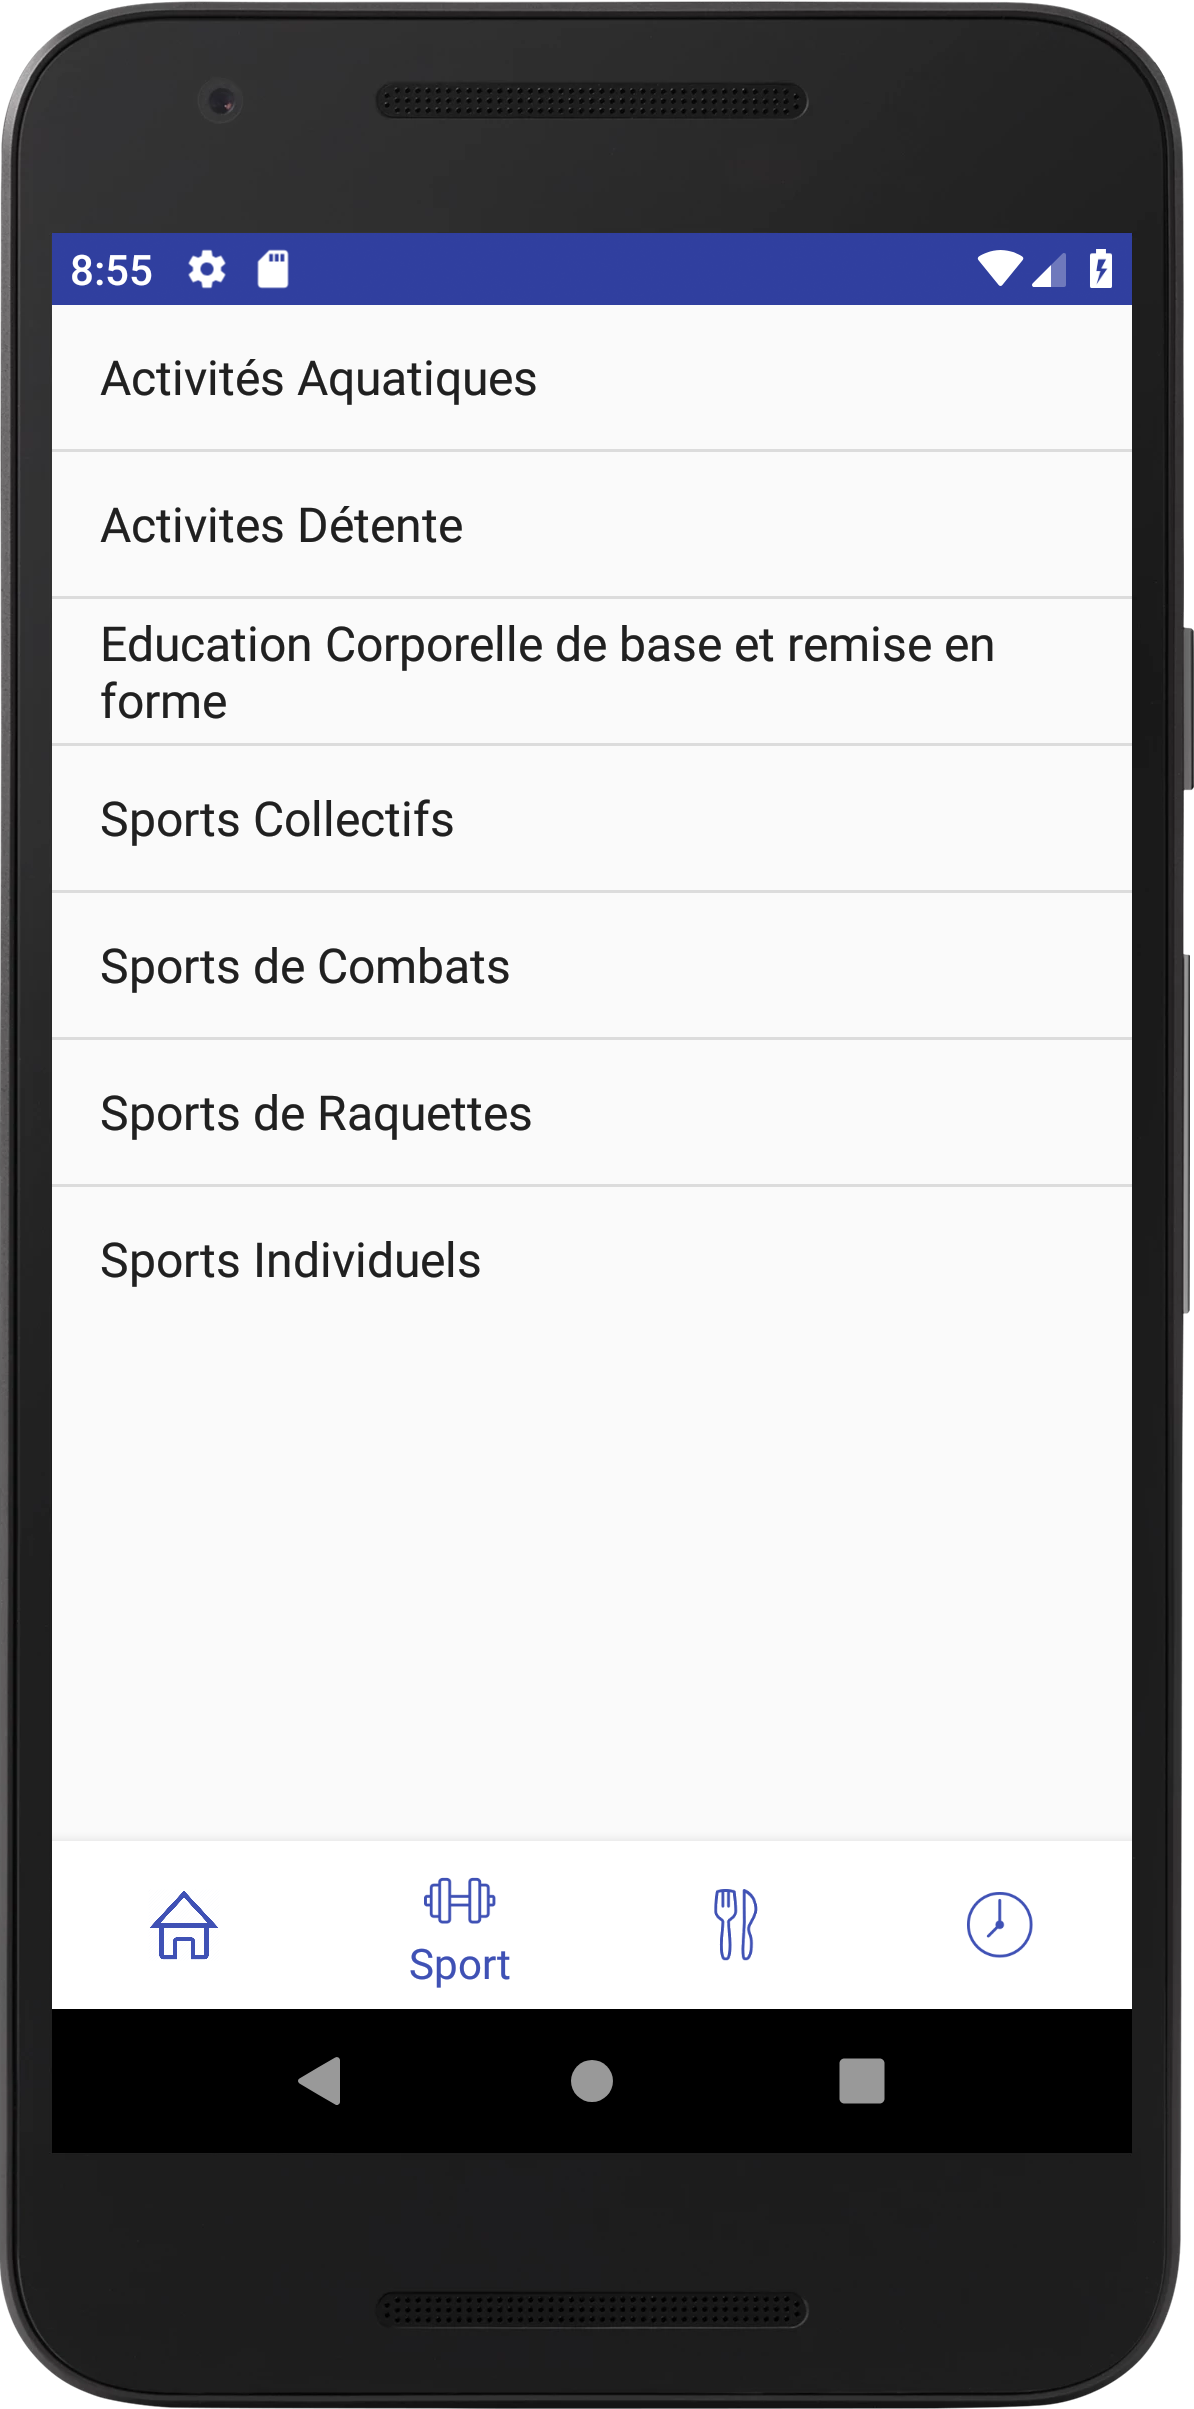 8:55
Activités Aquatiques
Activites Détente
Education Corporelle de base et remise en
forme
Sports Collectifs
Sports de Combats
Sports de Raquettes
Sports Individuels
Sport